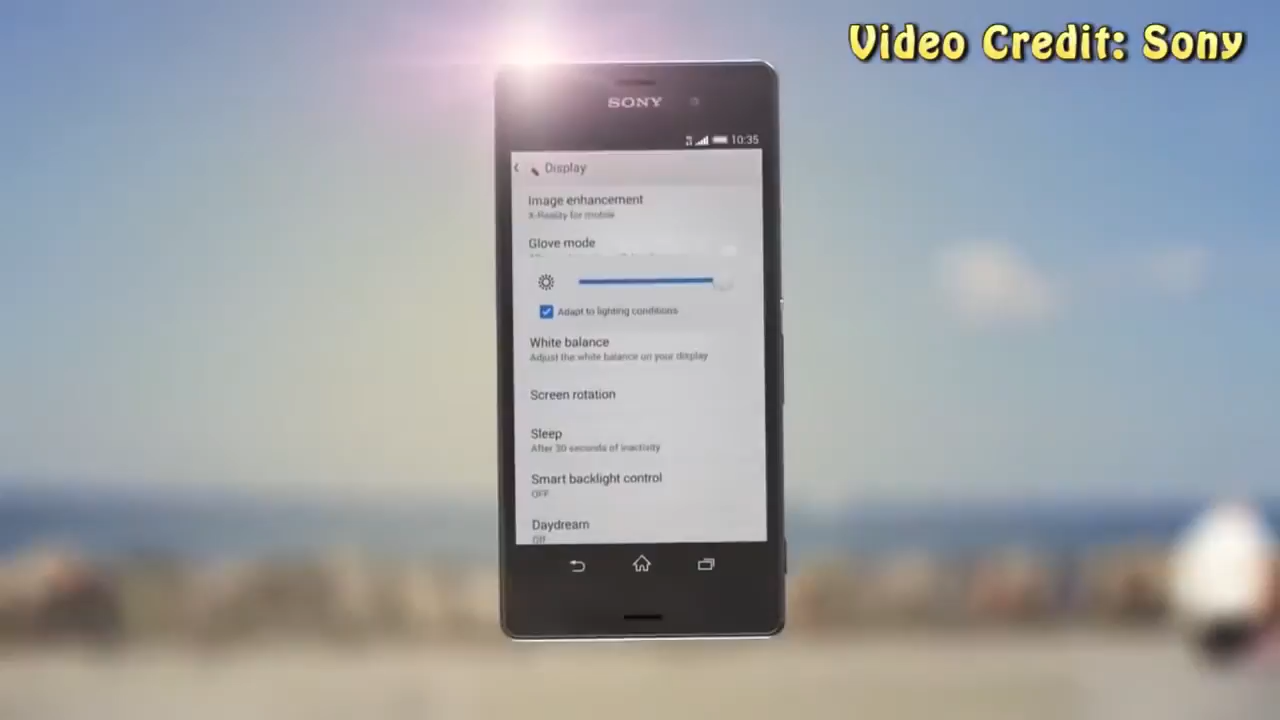 Video Credit: Sony
SONY
10:35
Display
Image enhancement
X-Reality for mobile
Glove mode
Adapt to lighting conditions
White balance
Adjust the white balance on your display
Screen rotation
Sleep
After 30 seconds of inactivity
Smart backlight control
OFF
Daydream
Off